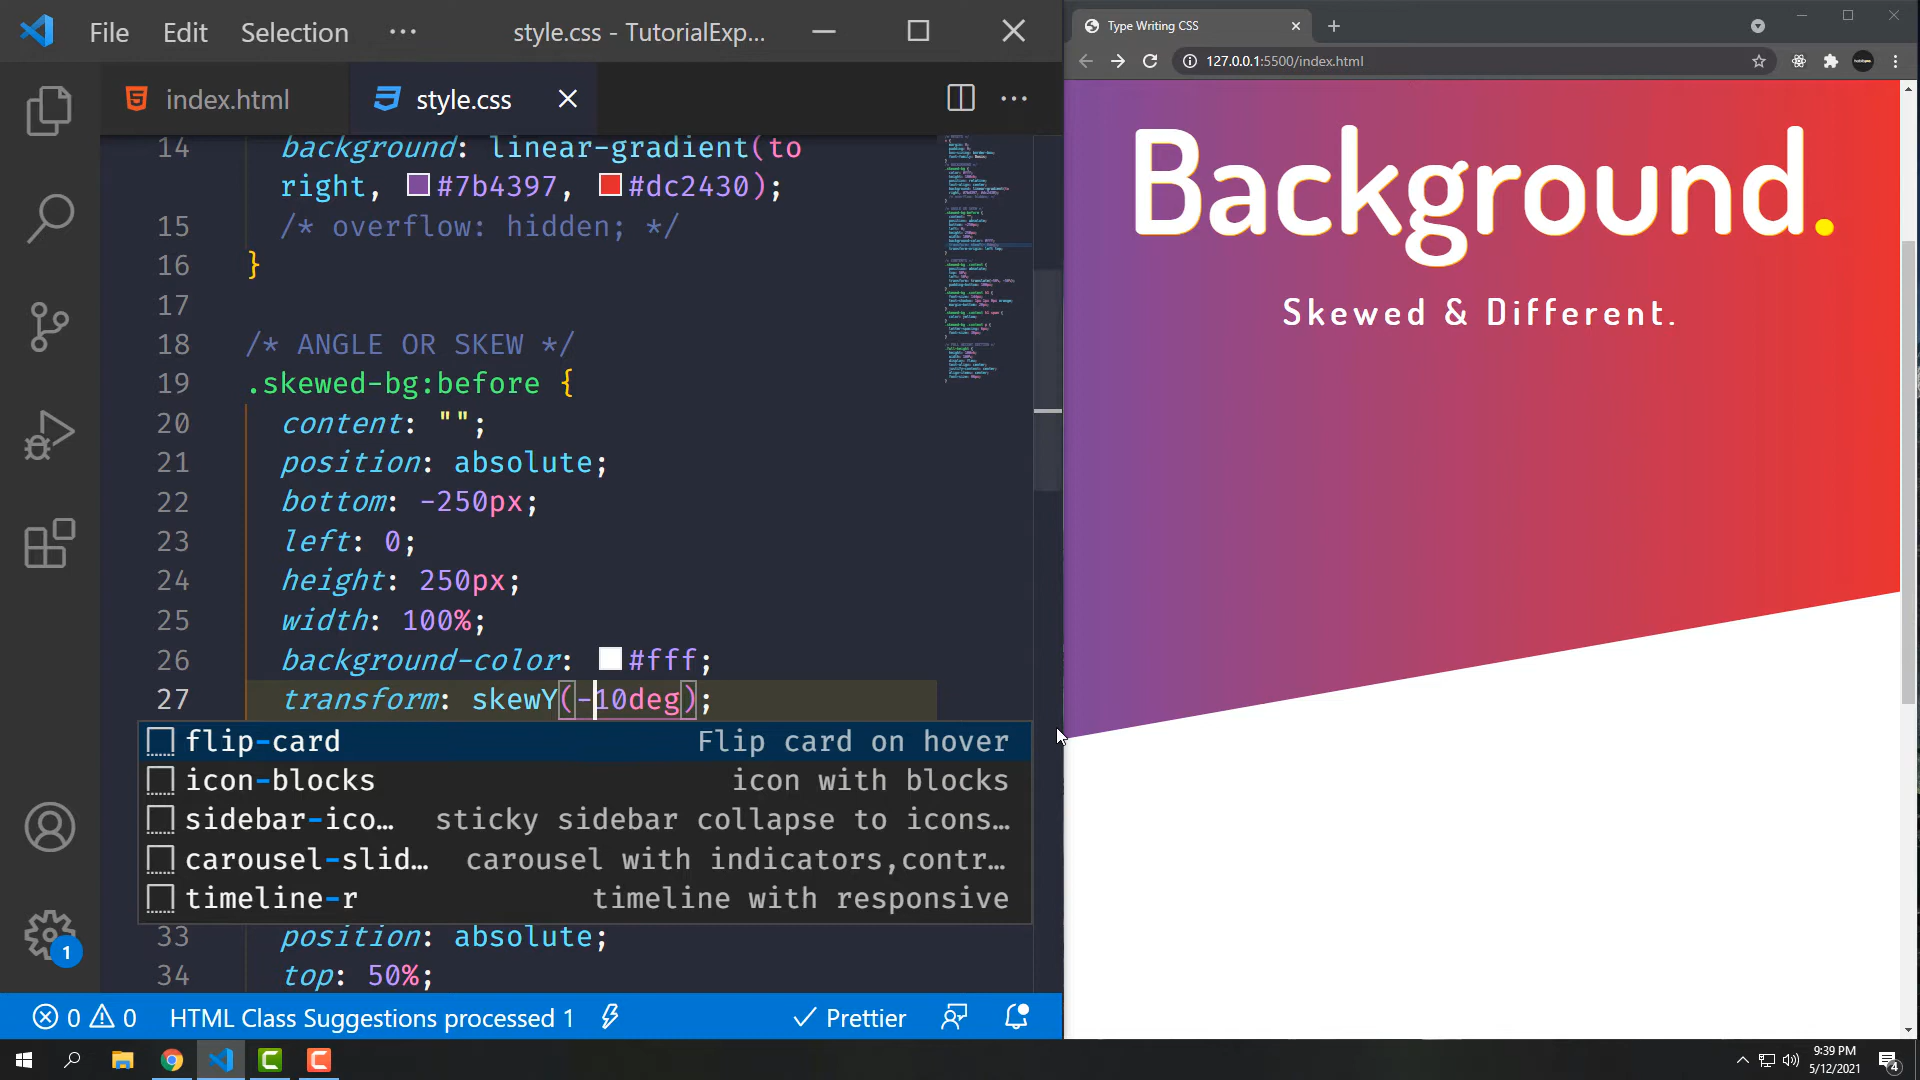 File Edit Selection ··· style.css - TutorialExp...
index.html style.css
14 background: linear-gradient(to
right, #7b4397, #dc2430);
15 /* overflow: hidden; */
16 }
17
18 /* ANGLE OR SKEW */
19 .skewed-bg:before {
20 content: "";
21 position: absolute;
22 bottom: -250px;
23 left: 0;
24 height: 250px;
25 width: 100%;
26 background-color: #fff;
27 transform: skewY(-10deg);
flip-card Flip card on hover
icon-blocks icon with blocks
sidebar-ico... sticky sidebar collapse to icons...
carousel-slid... carousel with indicators,contr...
timeline-r timeline with responsive
33 position: absolute;
34 top: 50%;
1
0 0 HTML Class Suggestions processed 1 Prettier
Type Writing CSS
127.0.0.1:5500/index.html
Background.
Skewed & Different.
9:39 PM
5/12/2021
4